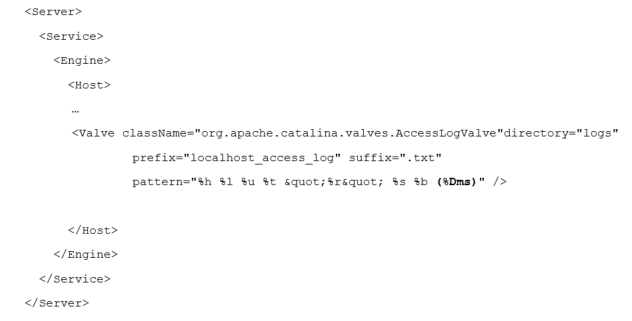 <Server>
<Service>
<Engine>
<Host>
…
<Valve className="org.apache.catalina.valves.AccessLogValve"directory="logs"
prefix="localhost_access_log" suffix=".txt"
pattern="%h %l %u %t &quot;%r&quot; %s %b (%Dms)" />
</Host>
</Engine>
</Service>
</Server>